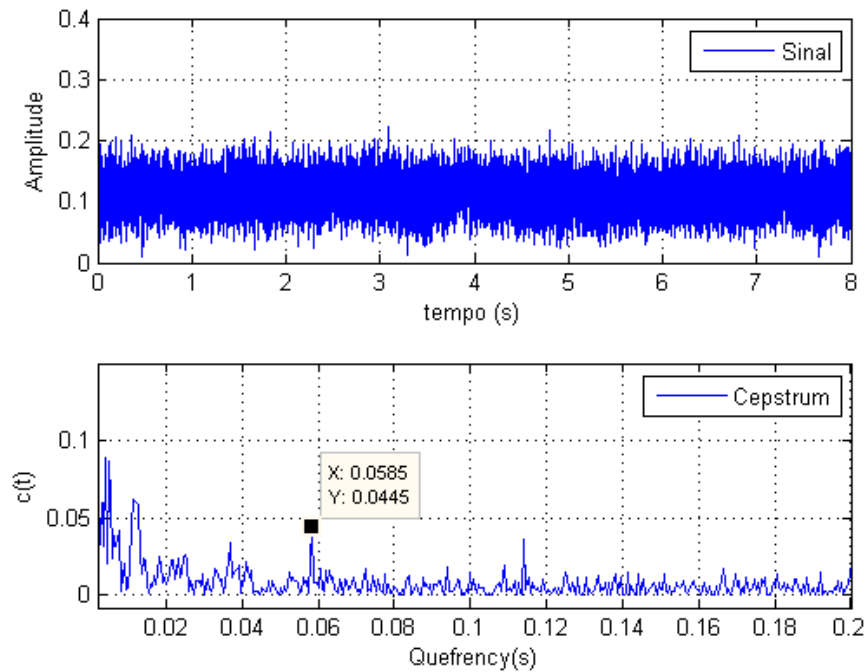 0.4
0.3
0.2
0.1
0
Amplitude
Sinal
0 1 2 3 4 5 6 7 8
tempo (s)
0.1
0.05
0
c(t)
Cepstrum
X: 0.0585
Y: 0.0445
0.02 0.04 0.06 0.08 0.1 0.12 0.14 0.16 0.18 0.2
Quefrency(s)